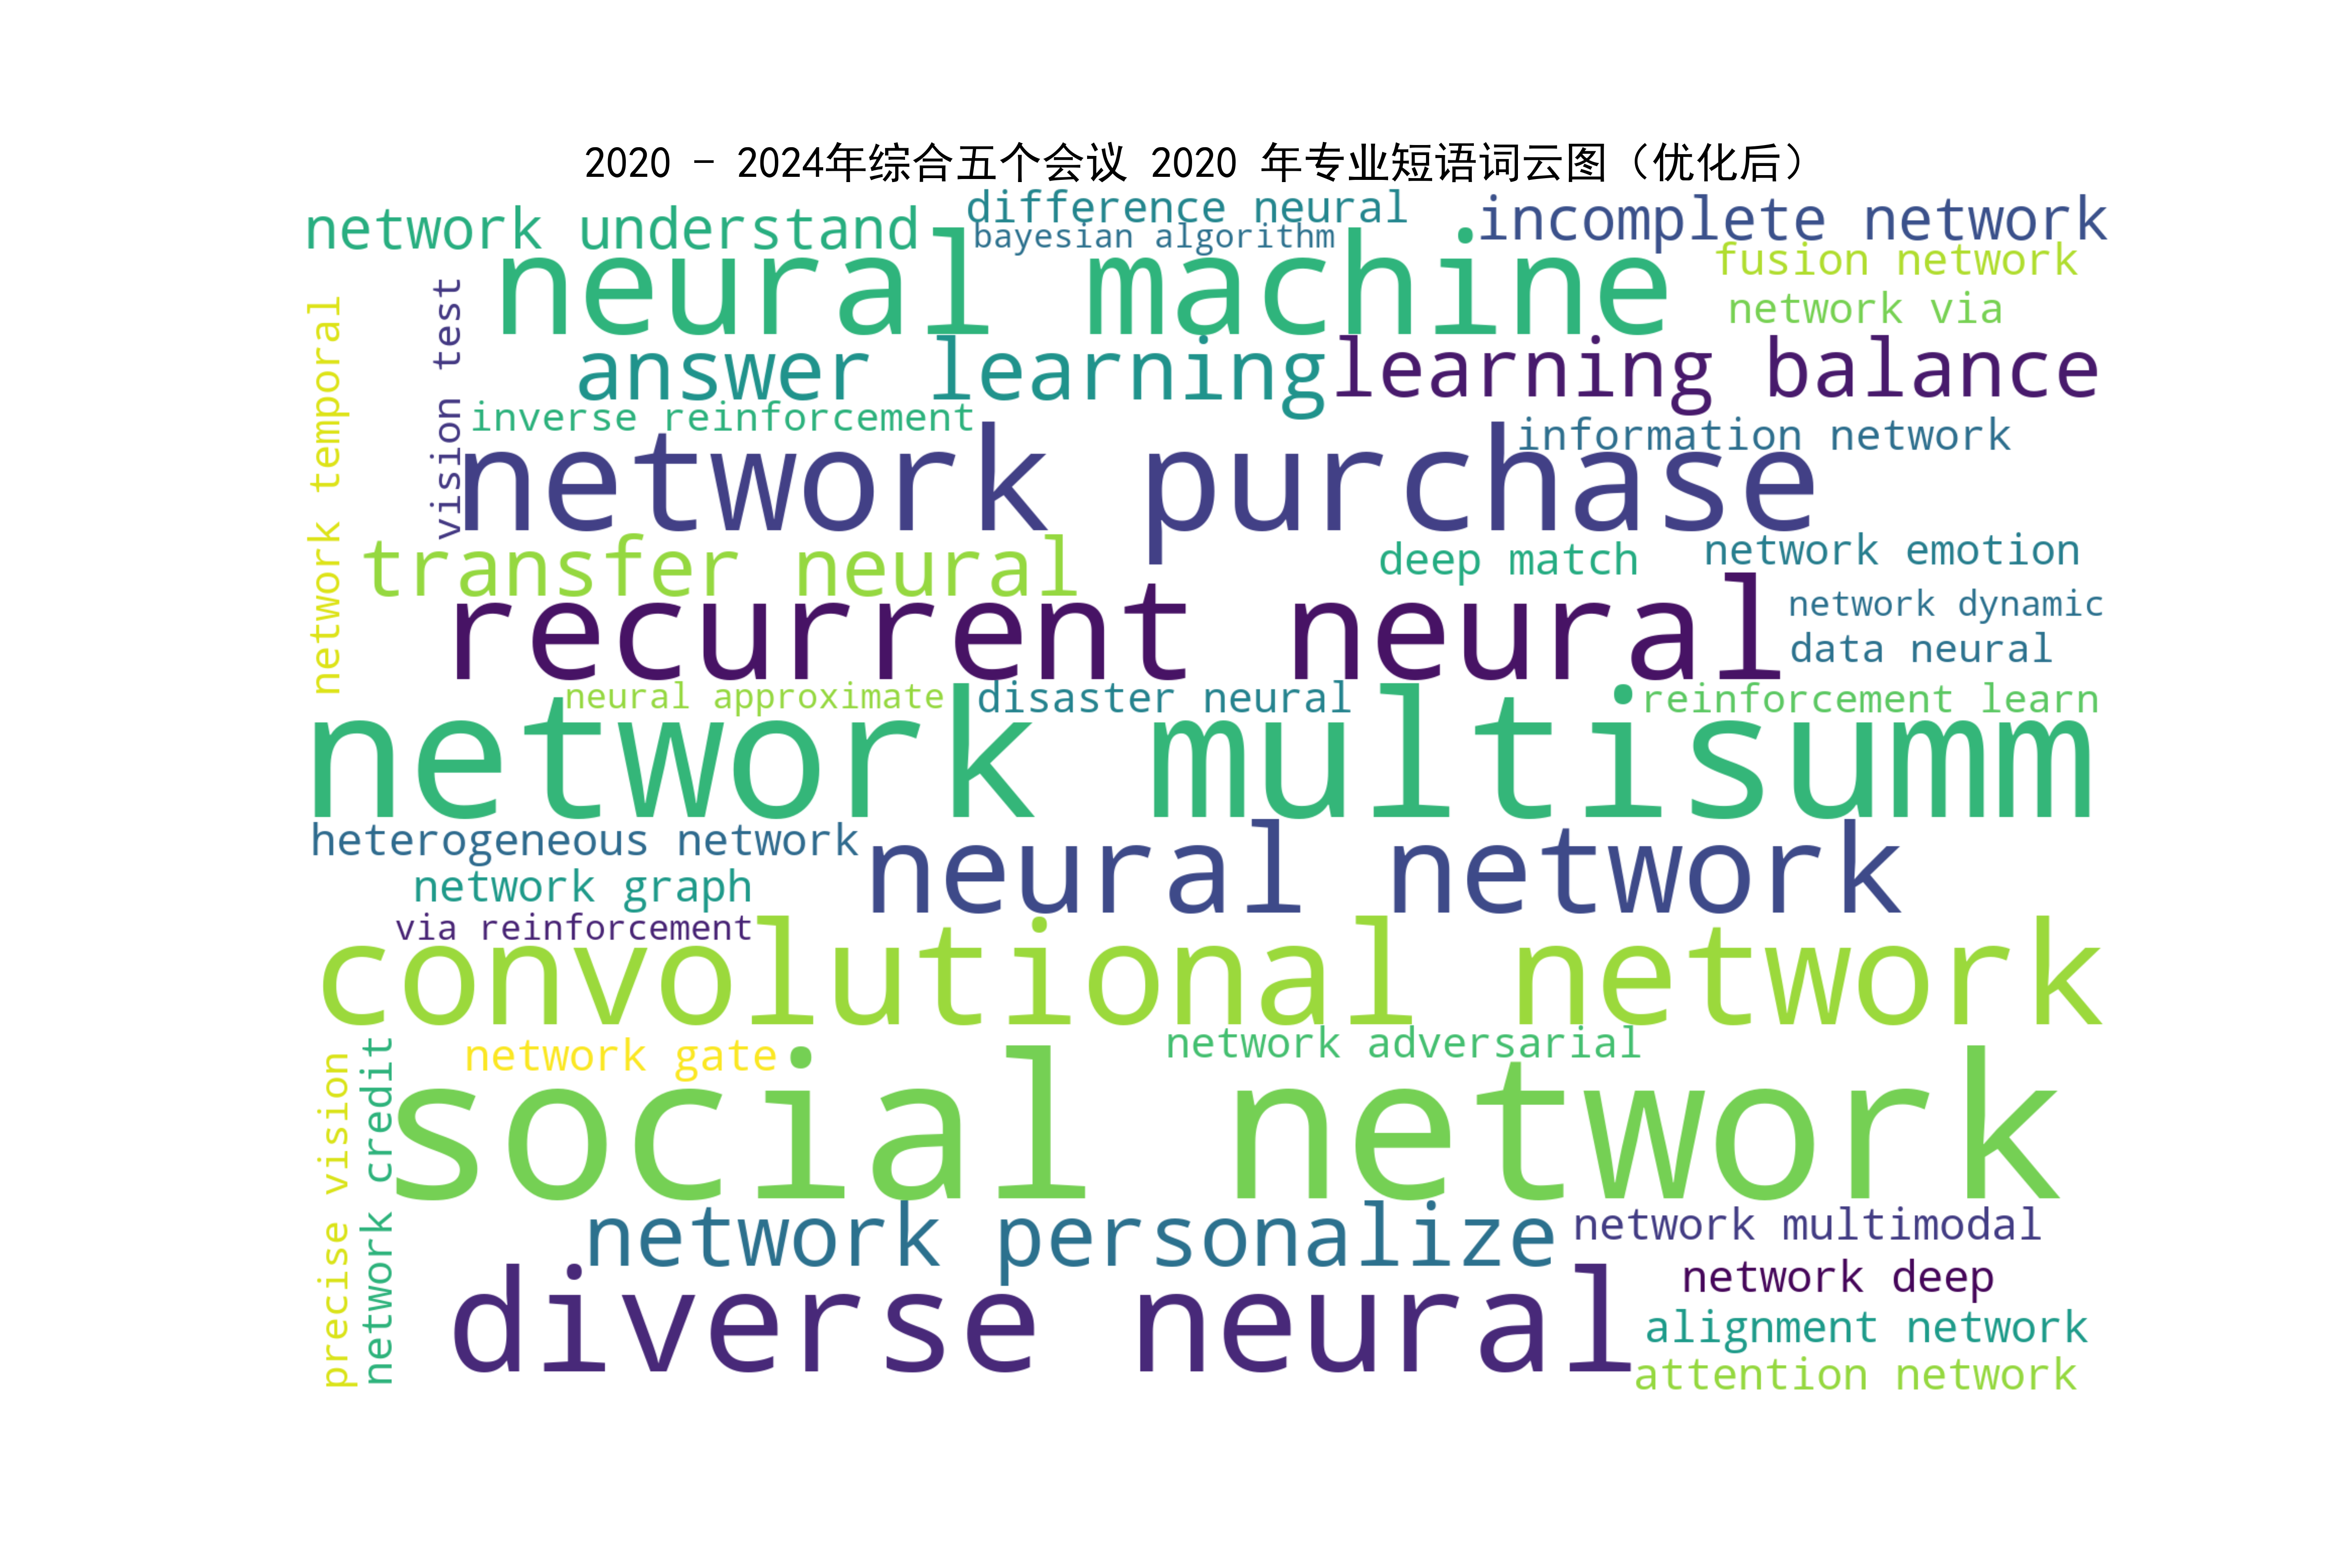 2020 - 2024年综合五个会议 2020 年专业短语词云图（优化后）
network understand
difference neural
bayesian algorithm
incomplete network
neural machine
fusion network
network via
network temporal
vision test
answer learning
learning balance
inverse reinforcement
information network
network purchase
transfer neural
deep match
network emotion
recurrent neural
network dynamic
data neural
neural approximate
disaster neural
reinforcement learn
network multisumm
heterogeneous network
neural network
network graph
via reinforcement
convolutional network
network gate
network adversarial
precise vision
network credit
social network
network personalize
network multimodal
diverse neural
network deep
alignment network
attention network